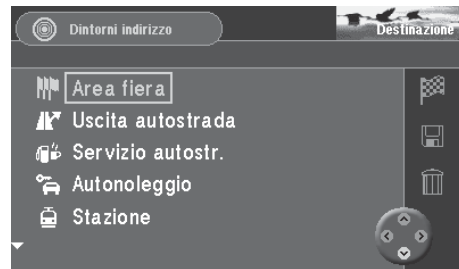 Dintorni indirizzo
Destinazione
Area fiera
Uscita autostrada
Servizio autostr.
Autonoleggio
Stazione